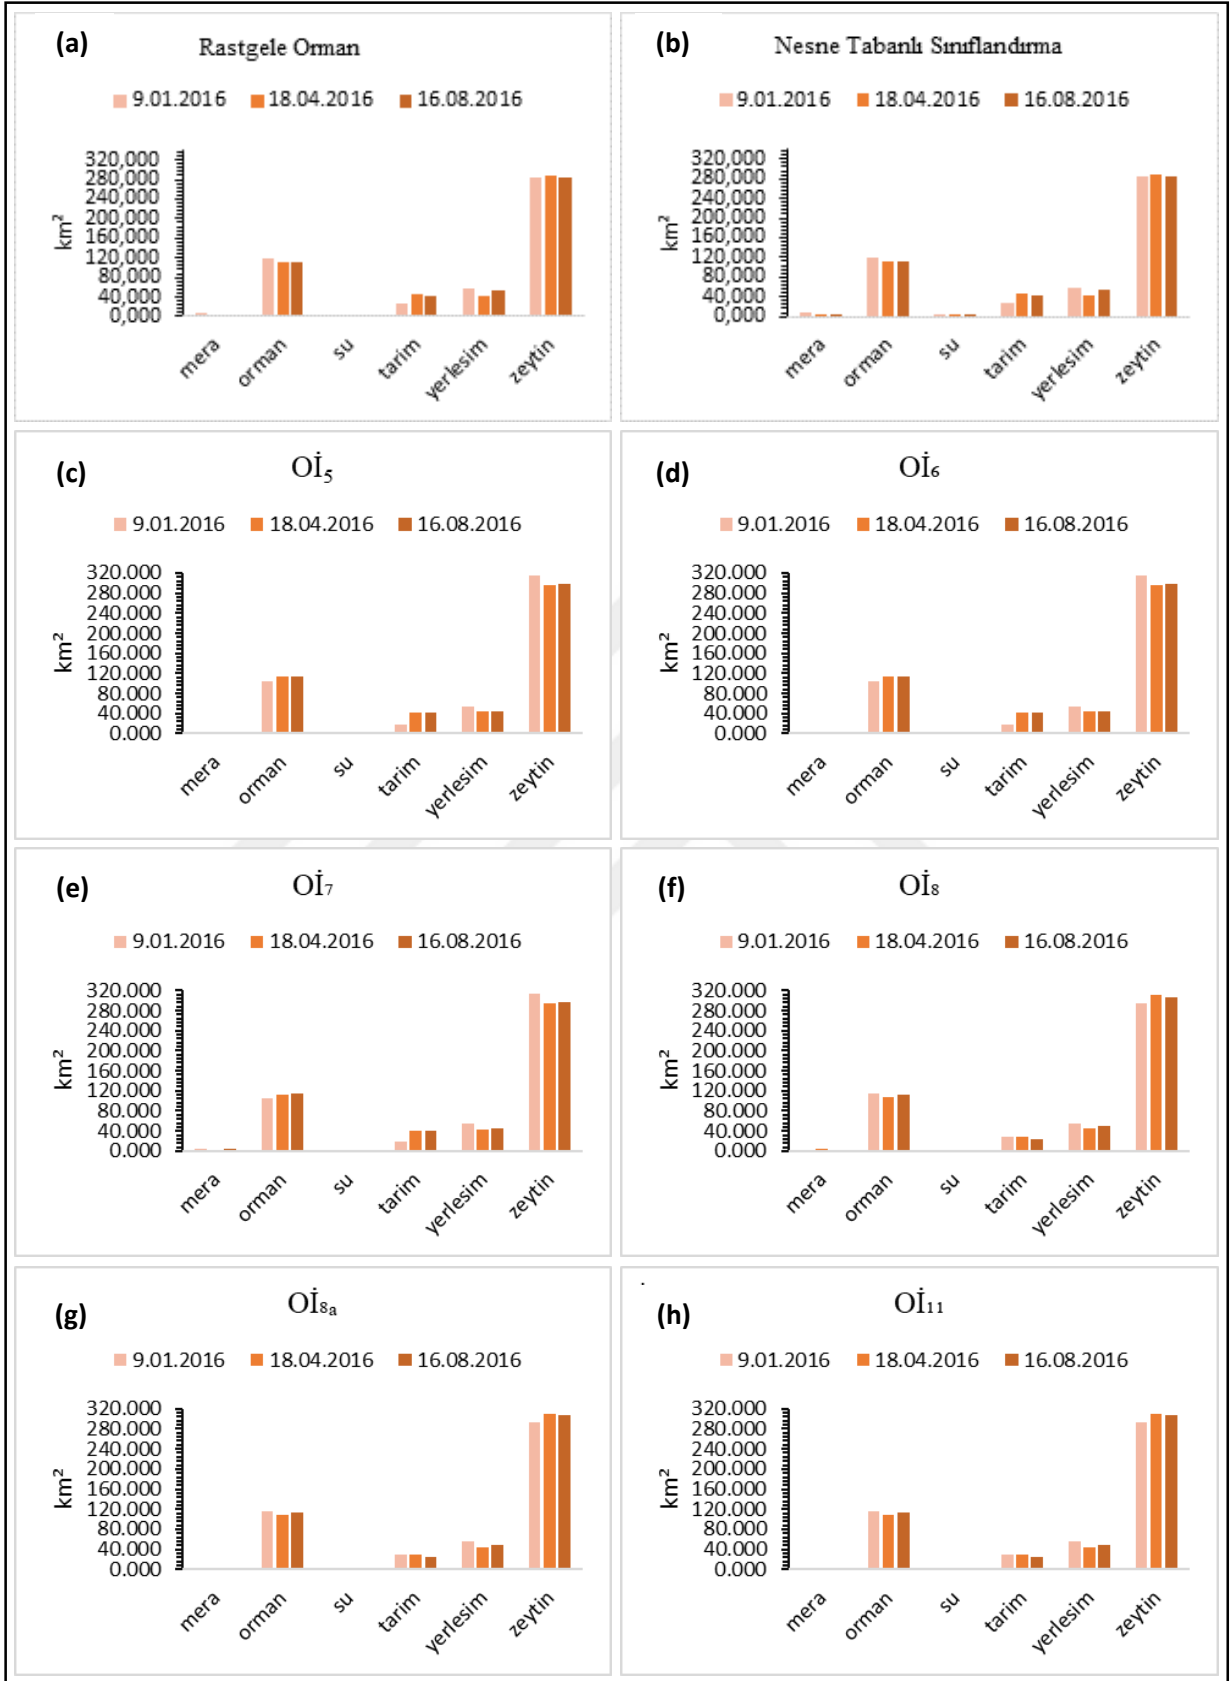 (a)
Rastgele Orman
9.01.2016 18.04.2016 16.08.2016
km²
320,000
280,000
240,000
200,000
160,000
120,000
80,000
40,000
0,000
mera orman su tarim yerlesim zeytin
(b)
Nesne Tabanlı Sınıflandırma
9.01.2016 18.04.2016 16.08.2016
km²
320,000
280,000
240,000
200,000
160,000
120,000
80,000
40,000
0,000
mera orman su tarim yerlesim zeytin
(c)
Oİ₅
9.01.2016 18.04.2016 16.08.2016
km²
320.000
280.000
240.000
200.000
160.000
120.000
80.000
40.000
0.000
mera orman su tarim yerlesim zeytin
(d)
Oİ₆
9.01.2016 18.04.2016 16.08.2016
km²
320.000
280.000
240.000
200.000
160.000
120.000
80.000
40.000
0.000
mera orman su tarim yerlesim zeytin
(e)
Oİ₇
9.01.2016 18.04.2016 16.08.2016
km²
320.000
280.000
240.000
200.000
160.000
120.000
80.000
40.000
0.000
mera orman su tarim yerlesim zeytin
(f)
Oİ₈
9.01.2016 18.04.2016 16.08.2016
km²
320.000
280.000
240.000
200.000
160.000
120.000
80.000
40.000
0.000
mera orman su tarim yerlesim zeytin
(g)
Oİ₈ₐ
9.01.2016 18.04.2016 16.08.2016
km²
320.000
280.000
240.000
200.000
160.000
120.000
80.000
40.000
0.000
mera orman su tarim yerlesim zeytin
(h)
Oİ₁₁
9.01.2016 18.04.2016 16.08.2016
km²
320.000
280.000
240.000
200.000
160.000
120.000
80.000
40.000
0.000
mera orman su tarim yerlesim zeytin